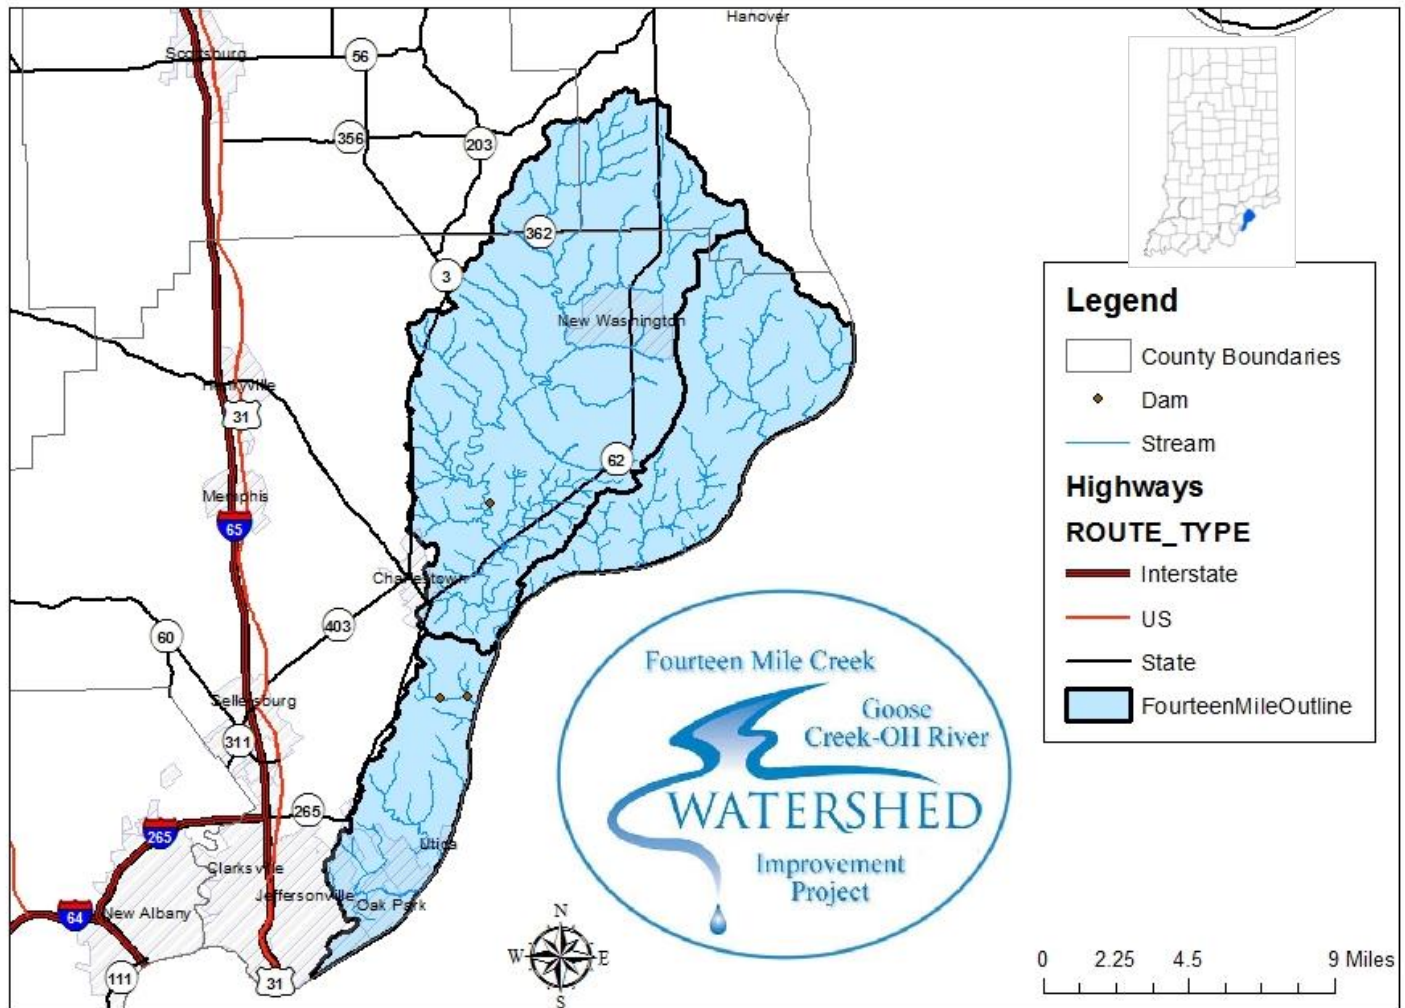 Hanover
Scottsburg
56
356
203
362
3
New Washington
Henryville
31
62
Memphis
65
Charlestown
403
60
Sellersburg
311
265
265
Utica
Clarksville
Jeffersonville
Oak Park
64
New Albany
111
31
Legend
County Boundaries
Dam
Stream
Highways
ROUTE_TYPE
Interstate
US
State
FourteenMileOutline
Fourteen Mile Creek
Goose
Creek-OH River
WATERSHED
Improvement
Project
N
W E
S
0 2.25 4.5 9 Miles